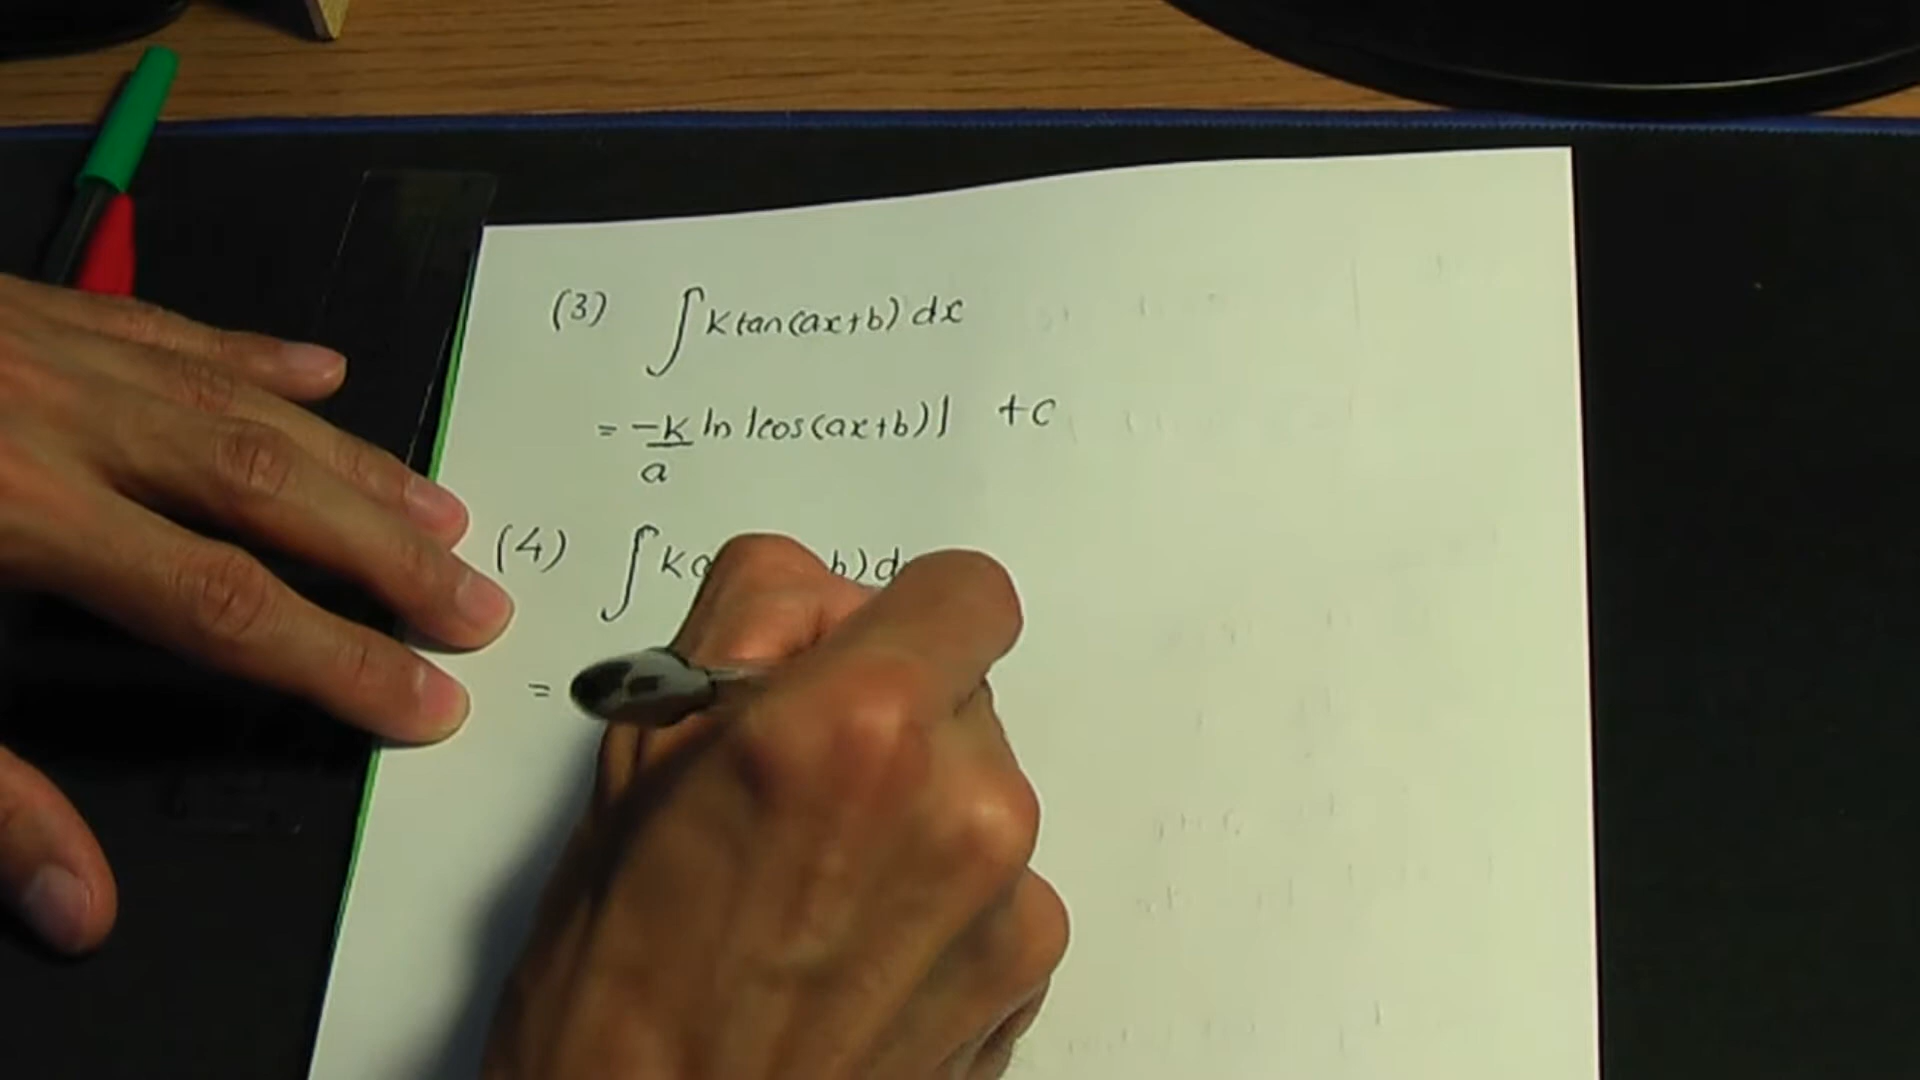 (3) ∫ K tan(ax+b) dx
= -K/a ln |cos(ax+b)| + C
(4) ∫ K b) d
=